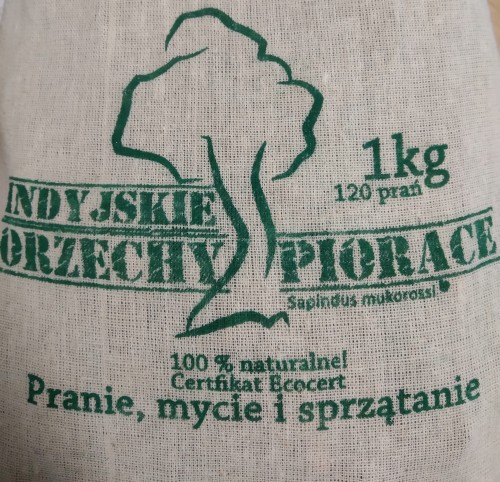 1kg
120 prań
INDYJSKIE
ORZECHY PIORĄCE
Sapindus mukorossi
100 % naturalne!
Certfikat Ecocert
Pranie, mycie i sprzątanie